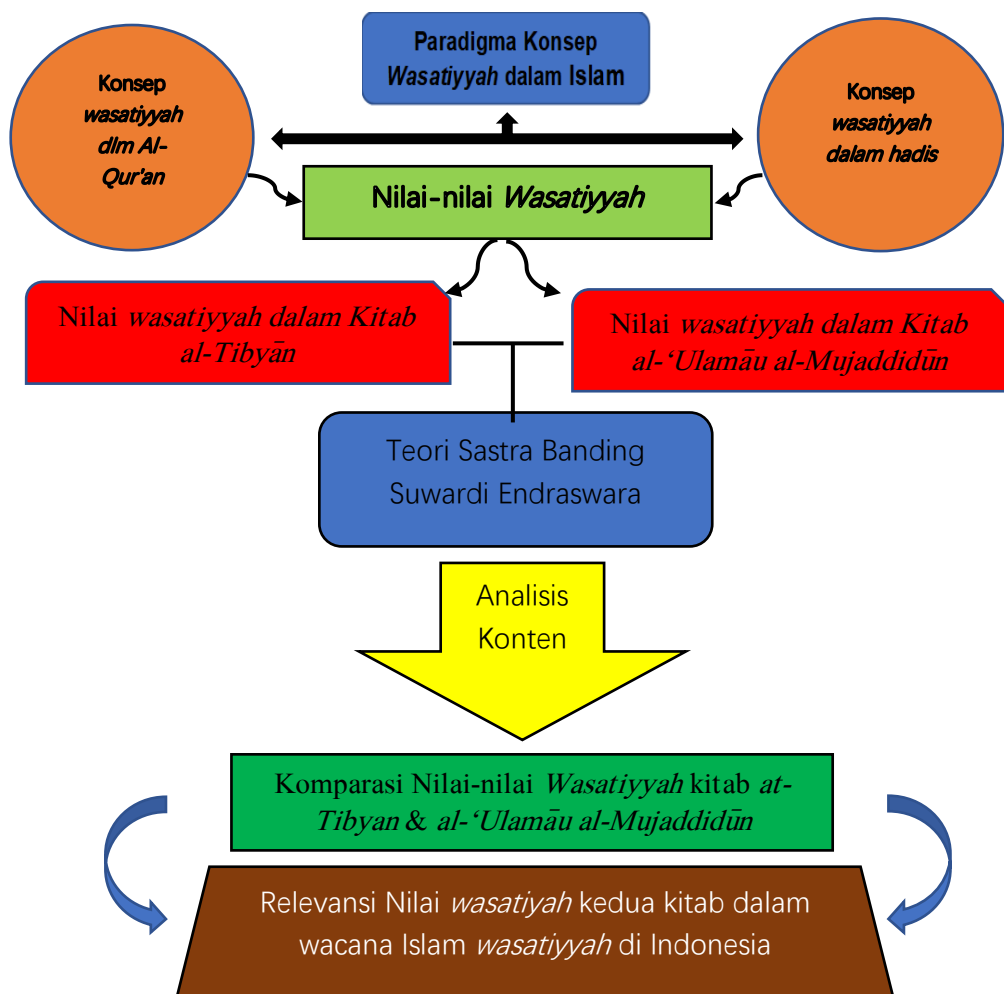 Paradigma Konsep
Wasatiyyah dalam Islam
Konsep
wasatiyyah
dlm Al-
Qur'an
Konsep
wasatiyyah
dalam hadis
Nilai-nilai Wasatiyyah
Nilai wasatiyyah dalam Kitab
al-Tibyān
Nilai wasatiyyah dalam Kitab
al-‘Ulamāu al-Mujaddidūn
Teori Sastra Banding
Suwardi Endraswara
Analisis
Konten
Komparasi Nilai-nilai Wasatiyyah kitab at-
Tibyan & al-‘Ulamāu al-Mujaddidūn
Relevansi Nilai wasatiyah kedua kitab dalam
wacana Islam wasatiyyah di Indonesia